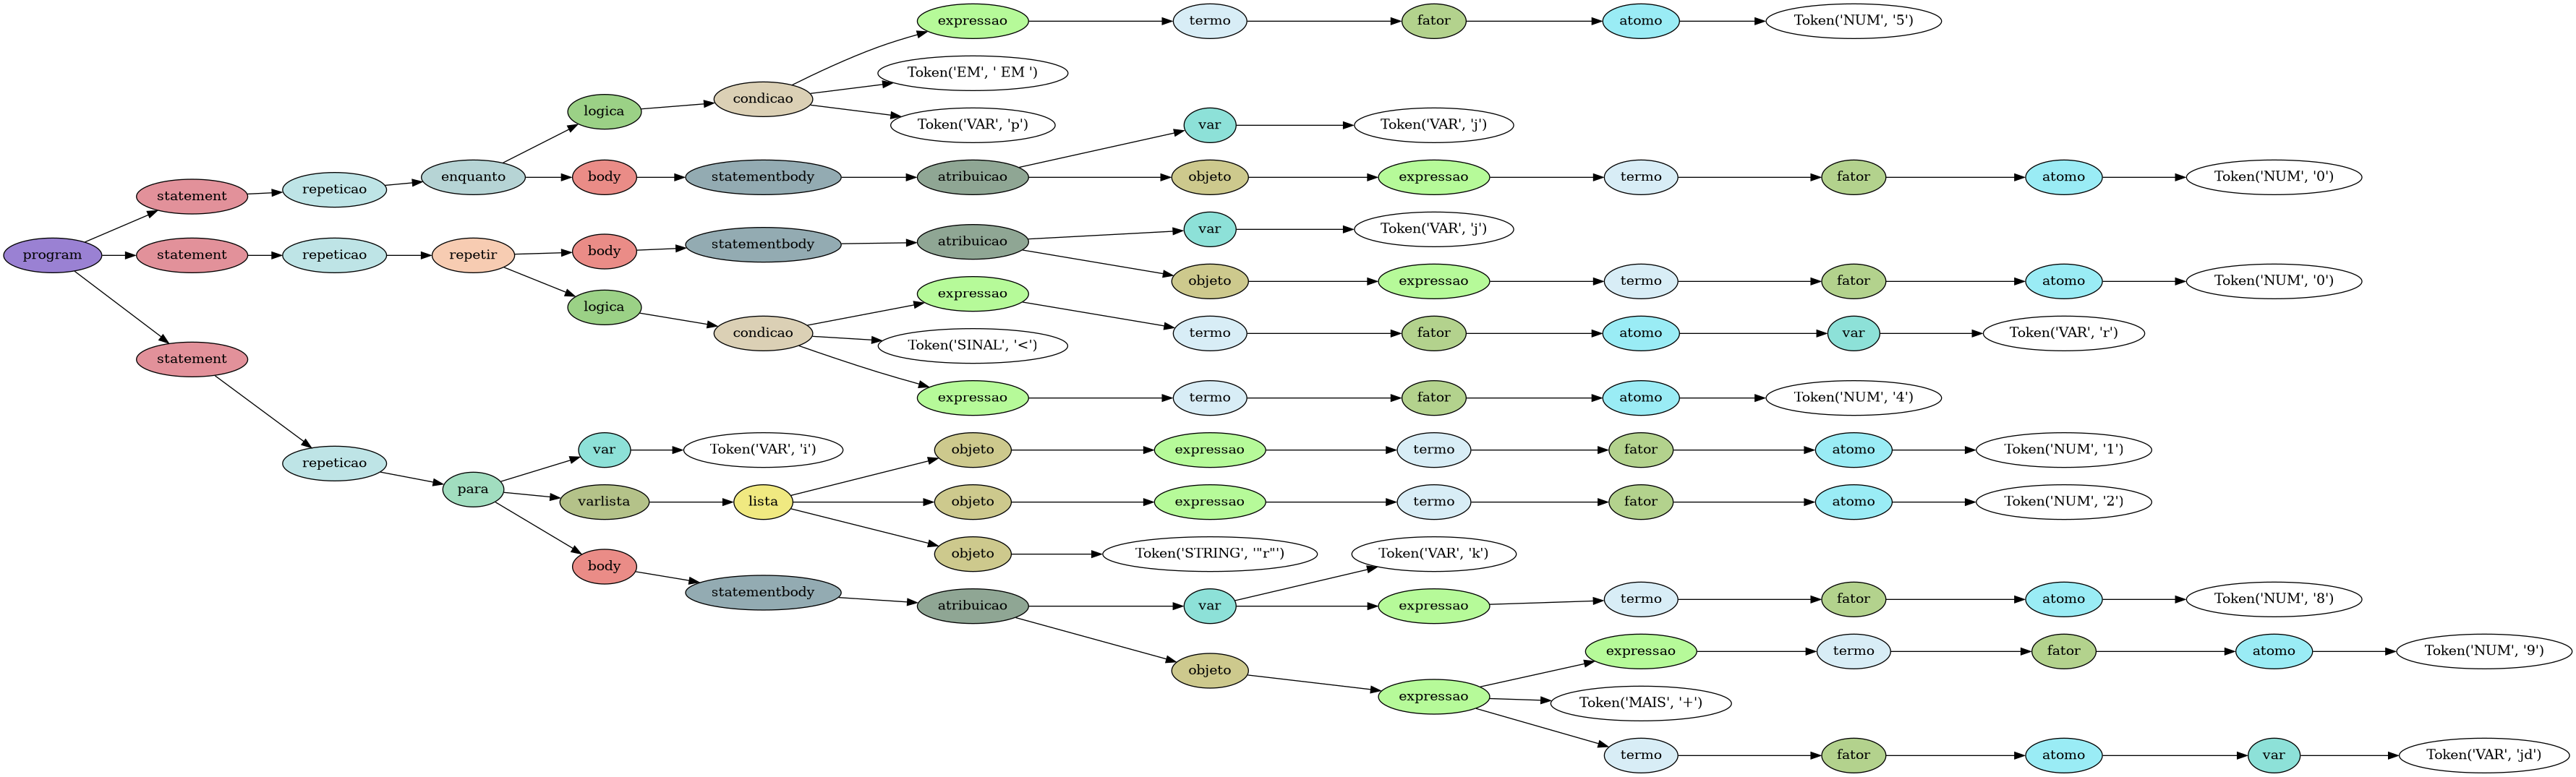 expressao termo fator atomo Token('NUM', '5')
Token('EM', ' EM ')
condicao
logica
Token('VAR', 'p')
var Token('VAR', 'j')
enquanto body statementbody atribuicao objeto expressao termo fator atomo Token('NUM', '0')
repeticao
statement
var Token('VAR', 'j')
statementbody atribuicao
body
program statement repeticao repetir
objeto expressao termo fator atomo Token('NUM', '0')
expressao
logica
condicao termo fator atomo var Token('VAR', 'r')
Token('SINAL', '<')
statement
expressao termo fator atomo Token('NUM', '4')
var Token('VAR', 'i') objeto expressao termo fator atomo Token('NUM', '1')
repeticao
para
varlista lista objeto expressao termo fator atomo Token('NUM', '2')
objeto Token('STRING', '"r"') Token('VAR', 'k')
body
statementbody
atribuicao var expressao termo fator atomo Token('NUM', '8')
expressao termo fator atomo Token('NUM', '9')
objeto
expressao Token('MAIS', '+')
termo fator atomo var Token('VAR', 'jd')